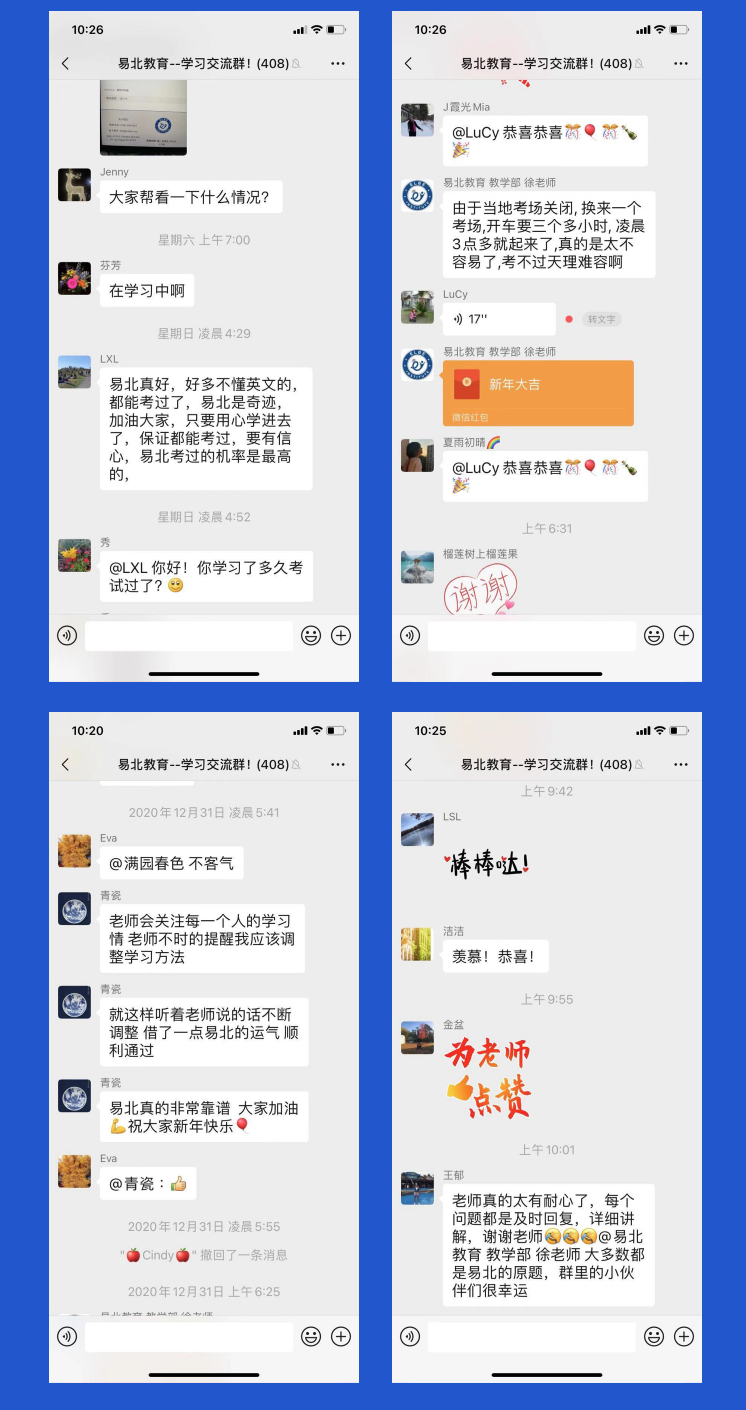 10:26
易北教育--学习交流群！(408)
Jenny
大家帮看一下什么情况?
星期六 上午7:00
芬芳
在学习中啊
星期日 凌晨4:29
LXL
易北真好，好多不懂英文的，
都能考过了，易北是奇迹，
加油大家，只要用心学进去
了，保证都能考过，要有信
心，易北考过的机率是最高
的，
星期日 凌晨4:52
秀
@LXL 你好！你学习了多久考
试过了?
10:26
易北教育--学习交流群！(408)
J霞光Mia
@LuCy 恭喜恭喜
易北教育 教学部 徐老师
由于当地考场关闭, 换来一个
考场,开车要三个多小时, 凌晨
3点多就起来了,真的是太不
容易了,考不过天理难容啊
LuCy
17"
转文字
易北教育 教学部 徐老师
新年大吉
微信红包
夏雨初晴
@LuCy 恭喜恭喜
上午6:31
榴莲树上榴莲果
谢谢
10:20
易北教育--学习交流群！(408)
2020年12月31日 凌晨5:41
Eva
@满园春色 不客气
青瓷
老师会关注每一个人的学习
情 老师不时的提醒我应该调
整学习方法
青瓷
就这样听着老师说的话不断
调整 借了一点易北的运气 顺
利通过
青瓷
易北真的非常靠谱 大家加油
祝大家新年快乐
Eva
@青瓷：
2020年12月31日 凌晨5:55
"Cindy" 撤回了一条消息
2020年12月31日 上午6:25
易北教育 教学部 徐老师
10:25
易北教育--学习交流群！(408)
上午9:42
LSL
棒棒哒!
洁洁
羡慕！恭喜！
上午9:55
金盆
为老师
点赞
上午10:01
王郁
老师真的太有耐心了，每个
问题都是及时回复，详细讲
解，谢谢老师@易北
教育 教学部 徐老师 大多数都
是易北的原题，群里的小伙
伴们很幸运